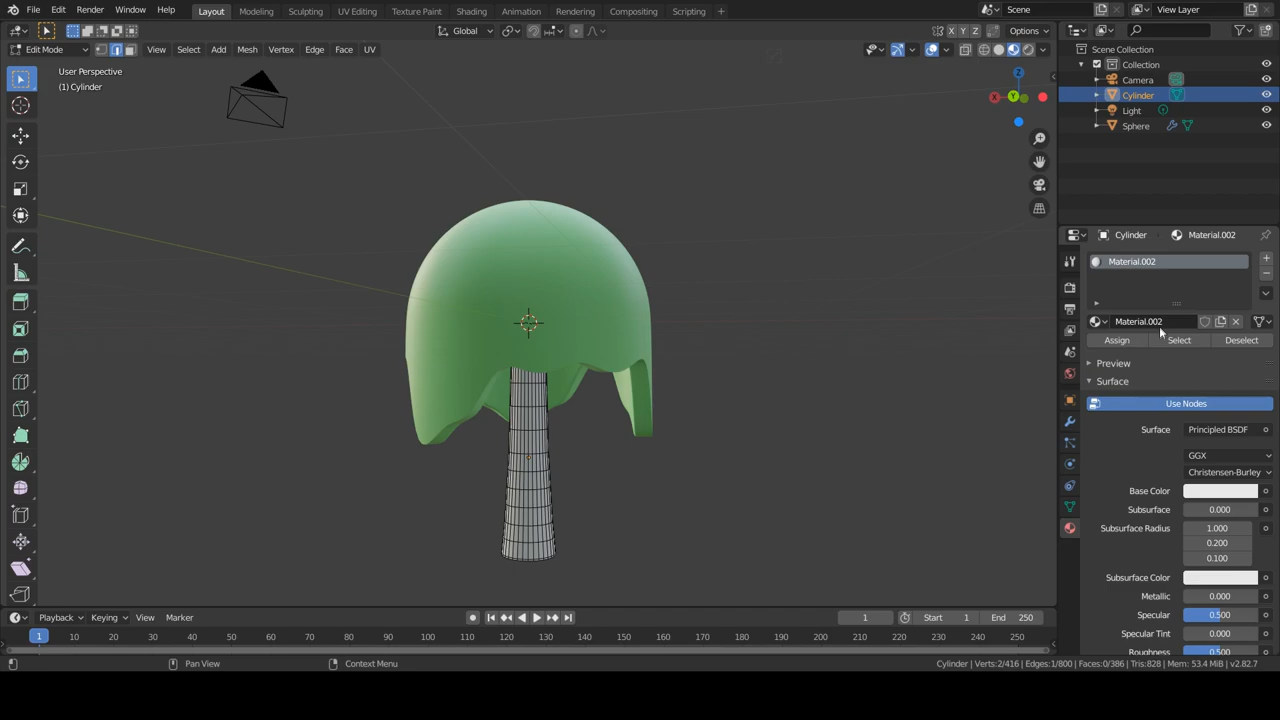 File Edit Render Window Help Layout Modeling Sculpting UV Editing Texture Paint Shading Animation Rendering Compositing Scripting Scene View Layer
Global Options
Edit Mode View Select Add Mesh Vertex Edge Face UV
User Perspective
(1) Cylinder
X Y Z
Z
X Y
Scene Collection
Collection
Camera
Cylinder
Light
Sphere
Cylinder Material.002
Material.002
Material.002
Assign Select Deselect
Preview
Surface
Use Nodes
Surface Principled BSDF
GGX
Christensen-Burley
Base Color
Subsurface 0.000
Subsurface Radius 1.000
0.200
0.100
Subsurface Color
Metallic 0.000
Specular 0.500
Specular Tint 0.000
Roughness 0.500
Playback Keying View Marker 1 Start 1 End 250
1 10 20 30 40 50 60 70 80 90 100 110 120 130 140 150 160 170 180 190 200 210 220 230 240 250
Pan View Context Menu Cylinder | Verts:2/416 | Edges:1/800 | Faces:0/386 | Tris:828 | Mem: 53.4 MiB | v2.82.7